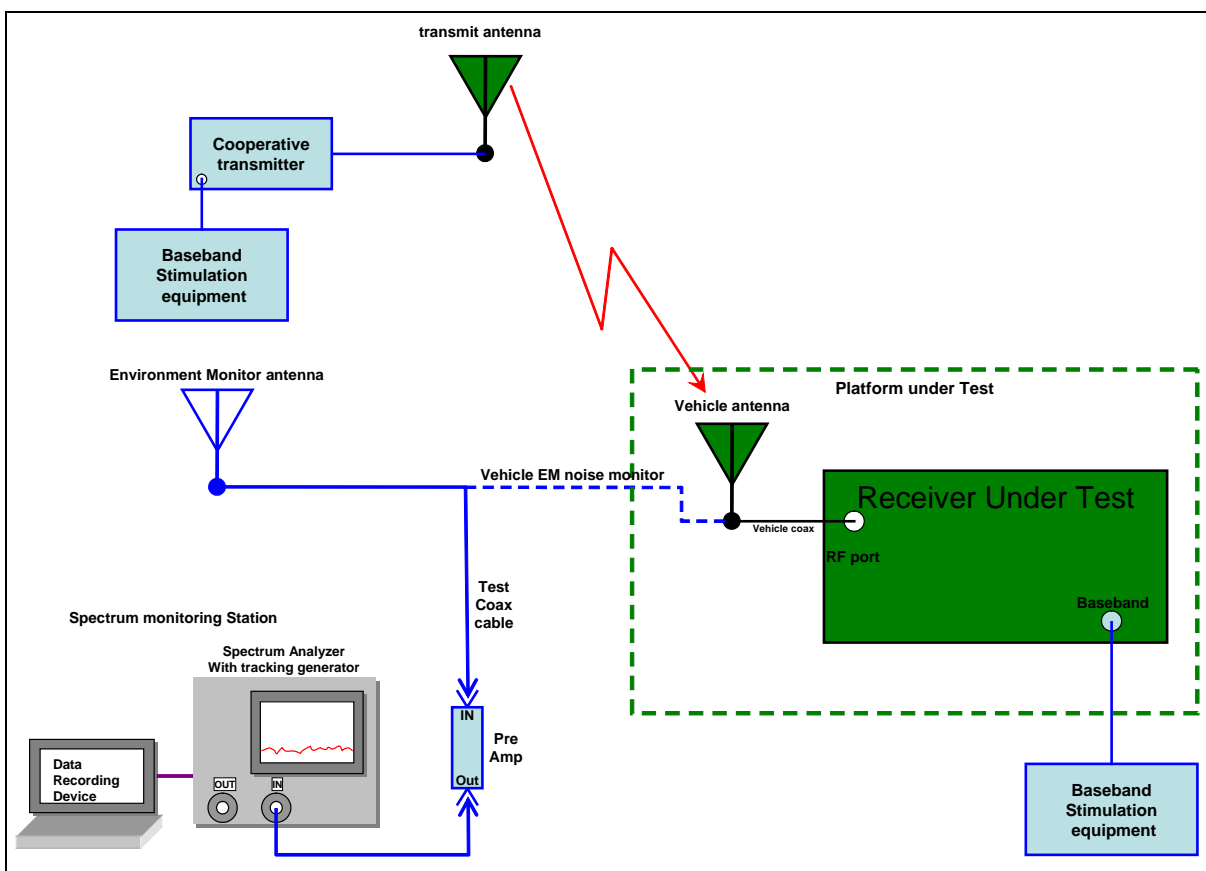 transmit antenna
Cooperative
transmitter
Baseband
Stimulation
equipment
Environment Monitor antenna
Platform under Test
Vehicle antenna
Vehicle EM noise monitor
Receiver Under Test
Vehicle coax
RF port
Baseband
Test
Coax
cable
Spectrum monitoring Station
Spectrum Analyzer
With tracking generator
IN
Pre
Amp
Out
Data
Recording
Device
OUT
IN
Baseband
Stimulation
equipment